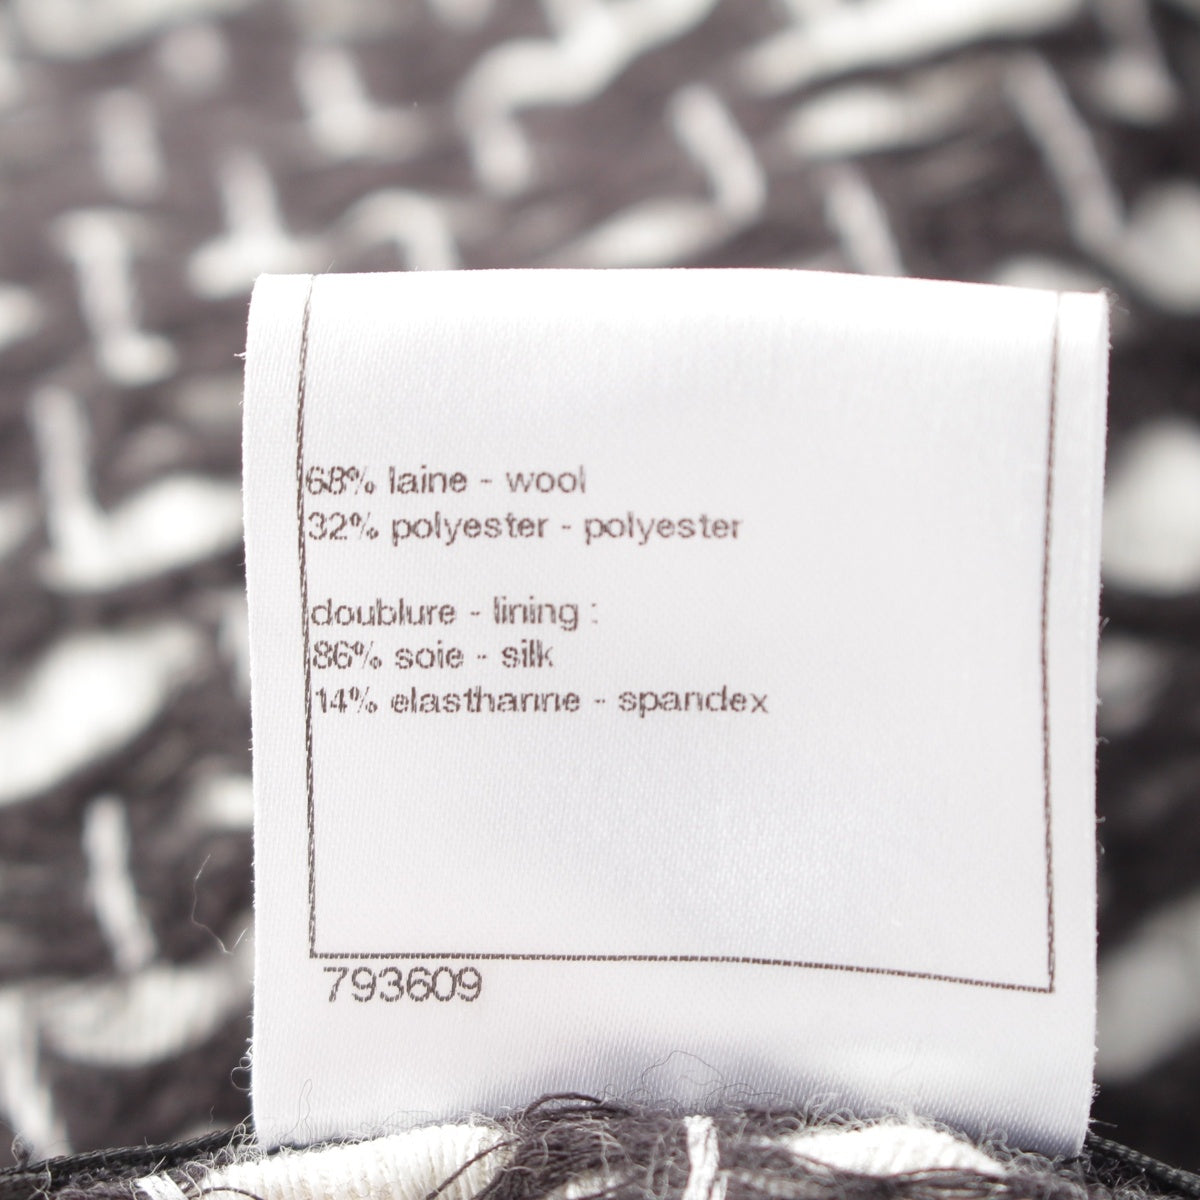 68% laine - wool
32% polyester - polyester
doublure - lining :
86% soie - silk
14% elasthanne - spandex
793609